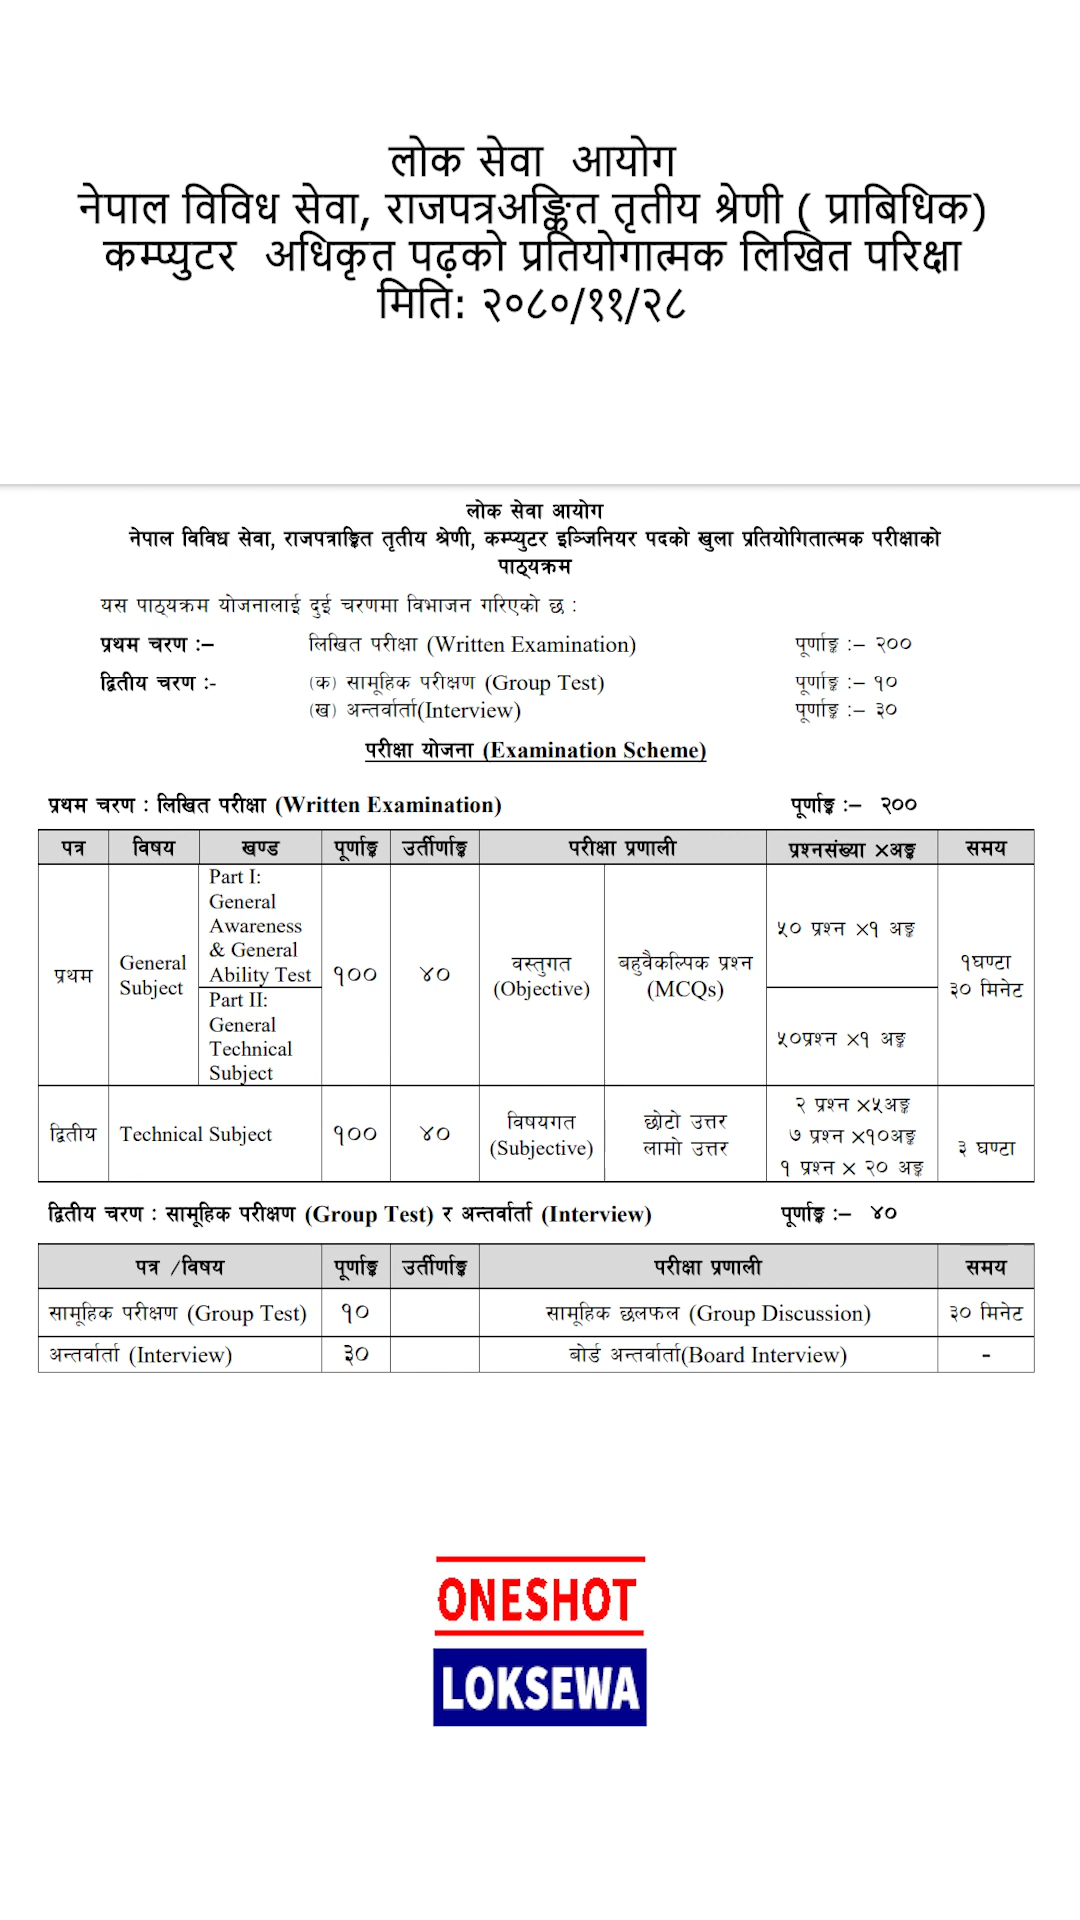 लोक सेवा आयोग
नेपाल विविध सेवा, राजपत्रअङ्कित तृतीय श्रेणी ( प्राबिधिक)
कम्प्युटर अधिकृत पढ़को प्रतियोगात्मक लिखित परिक्षा
मिति: २०८०/११/२८
लोक सेवा आयोग
नेपाल विविध सेवा, राजपत्राङ्कित तृतीय श्रेणी, कम्प्युटर इञ्जिनियर पदको खुला प्रतियोगितात्मक परीक्षाको
पाठ्यक्रम
यस पाठ्यक्रम योजनालाई दुई चरणमा विभाजन गरिएको छ :
प्रथम चरण :– लिखित परीक्षा (Written Examination) पूर्णाङ्क :– २००
द्वितीय चरण :- (क) सामूहिक परीक्षण (Group Test) पूर्णाङ्क :– १०
(ख) अन्तर्वार्ता(Interview) पूर्णाङ्क :– ३०
परीक्षा योजना (Examination Scheme)
प्रथम चरण : लिखित परीक्षा (Written Examination) पूर्णाङ्क :– २००
पत्र विषय खण्ड पूर्णाङ्क उर्तीर्णाङ्क परीक्षा प्रणाली प्रश्नसंख्या ×अङ्क समय
प्रथम General Subject Part I: General Awareness & General Ability Test १०० ४० वस्तुगत (Objective) बहुवैकल्पिक प्रश्न (MCQs) ५० प्रश्न ×१ अङ्क १घण्टा ३० मिनेट
Part II: General Technical Subject ५०प्रश्न ×१ अङ्क
द्वितीय Technical Subject १०० ४० विषयगत (Subjective) छोटो उत्तर लामो उत्तर २ प्रश्न ×५अङ्क ७ प्रश्न ×१०अङ्क १ प्रश्न × २० अङ्क ३ घण्टा
द्वितीय चरण : सामूहिक परीक्षण (Group Test) र अन्तर्वार्ता (Interview) पूर्णाङ्क :– ४०
पत्र /विषय पूर्णाङ्क उर्तीर्णाङ्क परीक्षा प्रणाली समय
सामूहिक परीक्षण (Group Test) १० सामूहिक छलफल (Group Discussion) ३० मिनेट
अन्तर्वार्ता (Interview) ३० बोर्ड अन्तर्वार्ता(Board Interview) -
ONESHOT
LOKSEWA